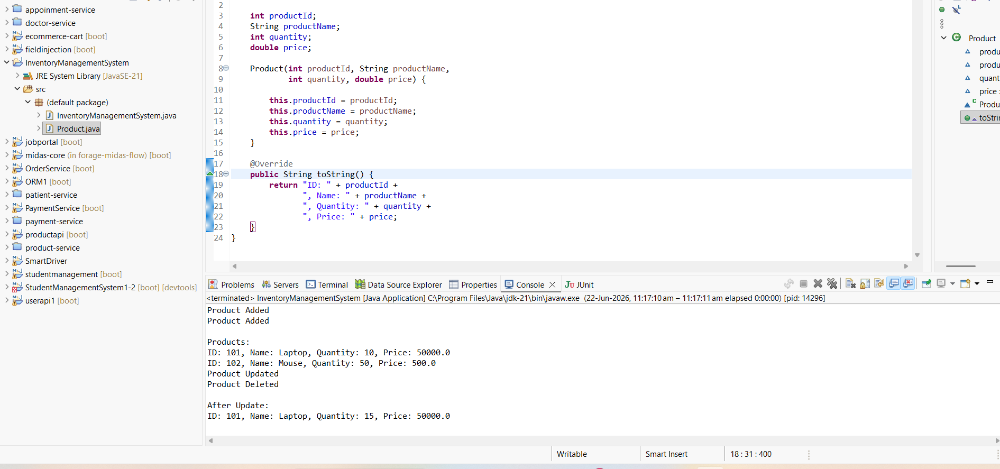 appoinment-service
doctor-service
ecommerce-cart [boot]
fieldinjection [boot]
InventoryManagementSystem
JRE System Library [JavaSE-21]
src
(default package)
InventoryManagementSystem.java
Product.java
jobportal [boot]
midas-core (in forage-midas-flow) [boot]
OrderService [boot]
ORM1 [boot]
patient-service
PaymentService [boot]
payment-service
productapi [boot]
product-service
SmartDriver
studentmanagement [boot]
StudentManagementSystem1-2 [boot] [devtools]
userapi1 [boot]
2
3 int productId;
4 String productName;
5 int quantity;
6 double price;
7
8 Product(int productId, String productName,
9 int quantity, double price) {
10
11 this.productId = productId;
12 this.productName = productName;
13 this.quantity = quantity;
14 this.price = price;
15 }
16
17 @Override
18 public String toString() {
19 return "ID: " + productId +
20 ", Name: " + productName +
21 ", Quantity: " + quantity +
22 ", Price: " + price;
23 }
24 }
Product
produ
produ
quant
price :
Produ
toStri
Problems Servers Terminal Data Source Explorer Properties Console JUnit
<terminated> InventoryManagementSystem [Java Application] C:\Program Files\Java\jdk-21\bin\javaw.exe (22-Jun-2026, 11:17:10 am – 11:17:11 am elapsed 0:00:00) [pid: 14296]
Product Added
Product Added
Products:
ID: 101, Name: Laptop, Quantity: 10, Price: 50000.0
ID: 102, Name: Mouse, Quantity: 50, Price: 500.0
Product Updated
Product Deleted
After Update:
ID: 101, Name: Laptop, Quantity: 15, Price: 50000.0
Writable Smart Insert 18 : 31 : 400